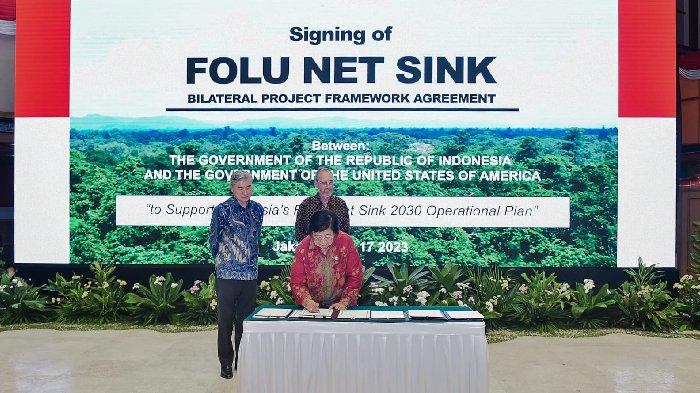 Signing of
FOLU NET SINK
BILATERAL PROJECT FRAMEWORK AGREEMENT
Between:
THE GOVERNMENT OF THE REPUBLIC OF INDONESIA
AND THE GOVERNMENT OF THE UNITED STATES OF AMERICA
"to Support Sink 2030 Operational Plan"
17 2023